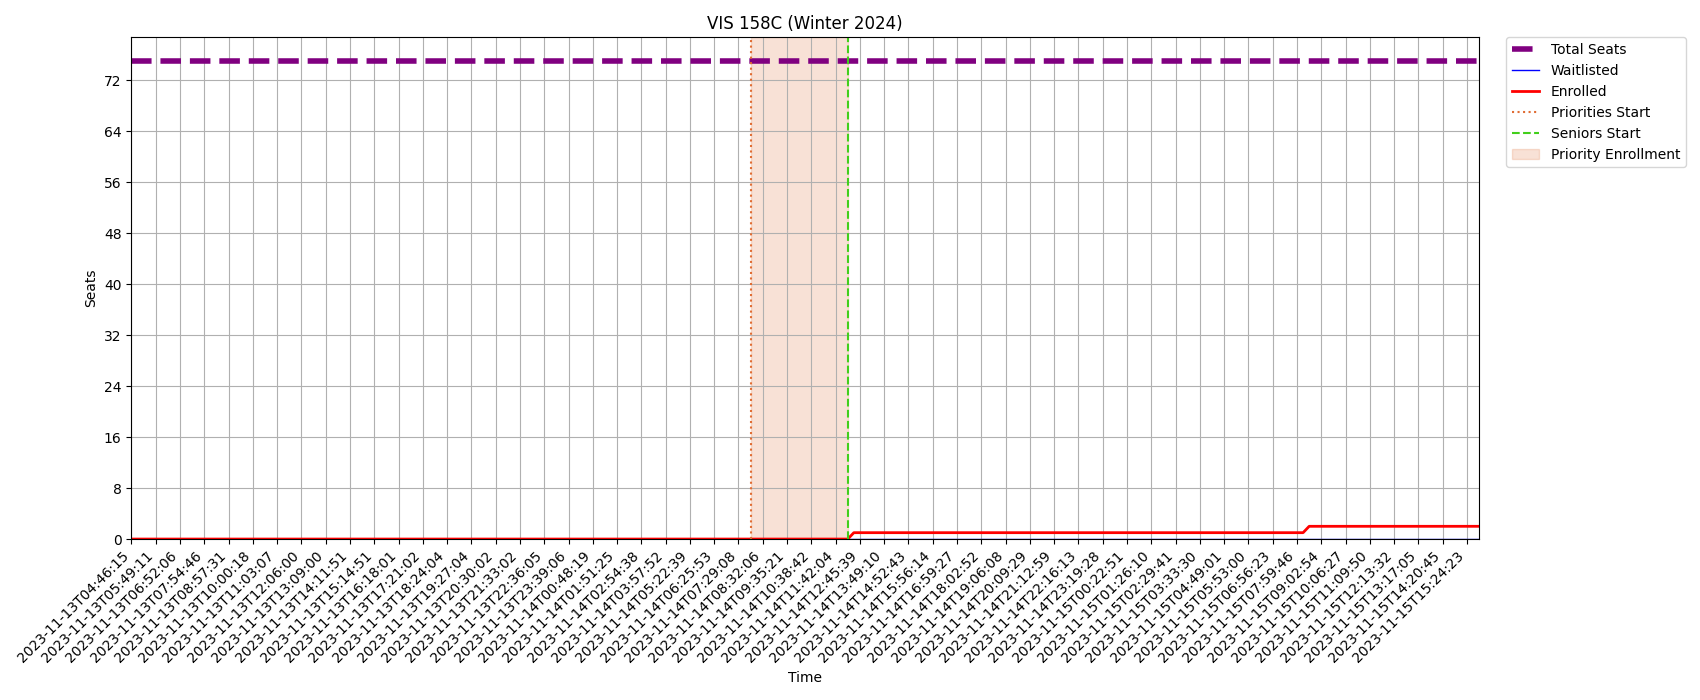 VIS 158C (Winter 2024)
Total Seats
Waitlisted
Enrolled
Priorities Start
Seniors Start
Priority Enrollment
Seats
72
64
56
48
40
32
24
16
8
0
2023-11-13T04:46:15
2023-11-13T05:49:11
2023-11-13T06:52:06
2023-11-13T07:54:46
2023-11-13T08:57:31
2023-11-13T10:00:18
2023-11-13T11:03:07
2023-11-13T12:06:00
2023-11-13T13:09:00
2023-11-13T14:11:51
2023-11-13T15:14:51
2023-11-13T16:18:01
2023-11-13T17:21:02
2023-11-13T18:24:04
2023-11-13T19:27:04
2023-11-13T20:30:02
2023-11-13T21:33:02
2023-11-13T22:36:05
2023-11-13T23:39:06
2023-11-14T00:48:19
2023-11-14T01:51:25
2023-11-14T02:54:38
2023-11-14T03:57:52
2023-11-14T05:22:39
2023-11-14T06:25:53
2023-11-14T07:29:08
2023-11-14T08:32:06
2023-11-14T09:35:21
2023-11-14T10:38:42
2023-11-14T11:42:04
2023-11-14T12:45:39
2023-11-14T13:49:10
2023-11-14T14:52:43
2023-11-14T15:56:14
2023-11-14T16:59:27
2023-11-14T18:02:52
2023-11-14T19:06:08
2023-11-14T20:09:29
2023-11-14T21:12:59
2023-11-14T22:16:13
2023-11-14T23:19:28
2023-11-15T00:22:51
2023-11-15T01:26:10
2023-11-15T02:29:41
2023-11-15T03:33:30
2023-11-15T04:49:01
2023-11-15T05:53:00
2023-11-15T06:56:23
2023-11-15T07:59:46
2023-11-15T09:02:54
2023-11-15T10:06:27
2023-11-15T11:09:50
2023-11-15T12:13:32
2023-11-15T13:17:05
2023-11-15T14:20:45
2023-11-15T15:24:23
Time